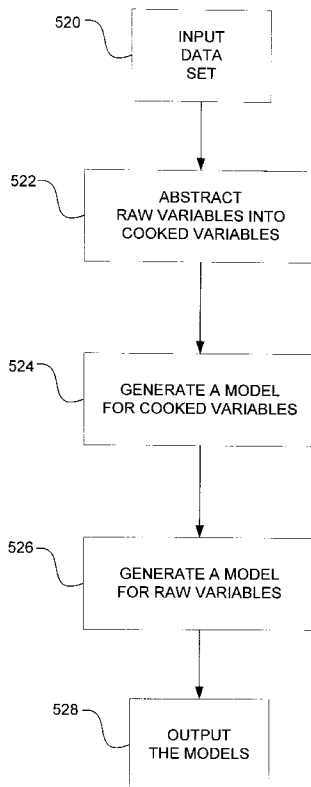 520
INPUT
DATA
SET
522
ABSTRACT
RAW VARIABLES INTO
COOKED VARIABLES
524
GENERATE A MODEL
FOR COOKED VARIABLES
526
GENERATE A MODEL
FOR RAW VARIABLES
528
OUTPUT
THE MODELS